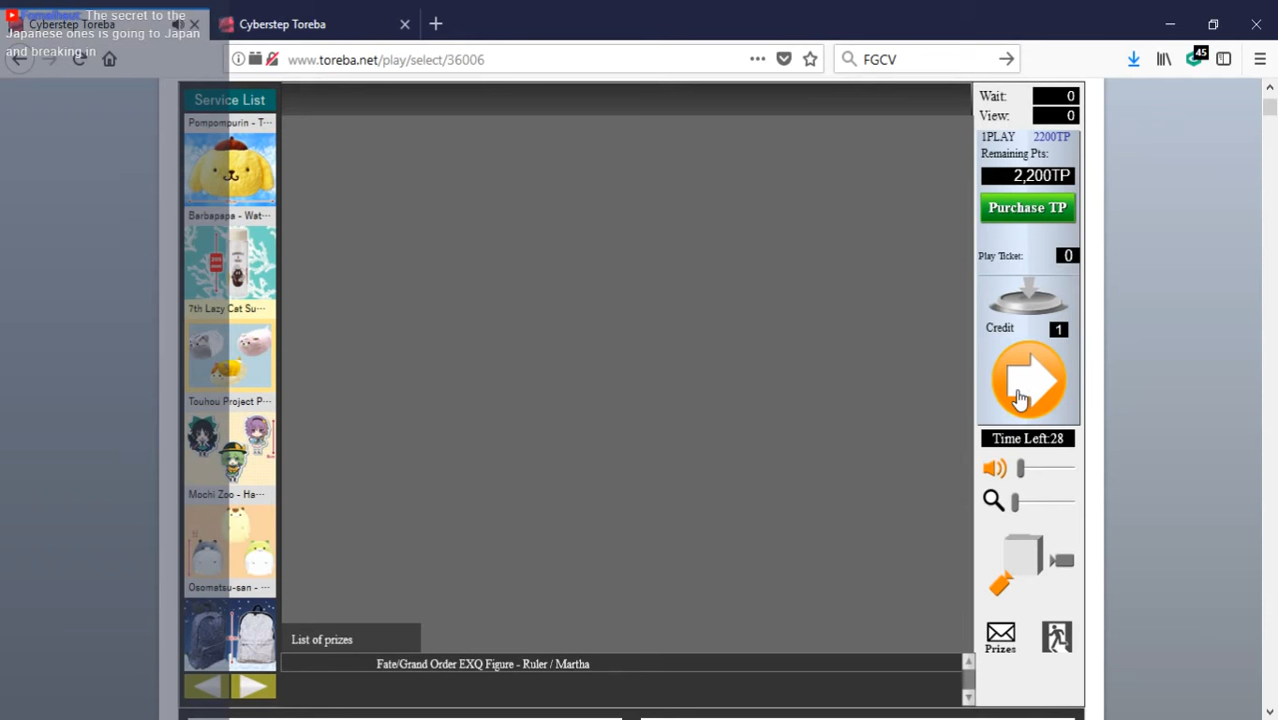 The secret to the
Japanese ones is going to Japan
and breaking in
Cyberstep Toreba
Cyberstep Toreba
www.toreba.net/play/select/36006
FGCV
45
Service List
Pompompurin - T···
Barbapapa - Wat···
7th Lazy Cat Su···
Touhou Project P···
Mochi Zoo - Ha···
Osomatsu-san - ···
List of prizes
Fate/Grand Order EXQ Figure - Ruler / Martha
Wait: 0
View: 0
1PLAY 2200TP
Remaining Pts:
2,200TP
Purchase TP
Play Ticket: 0
Credit 1
Time Left:28
Prizes